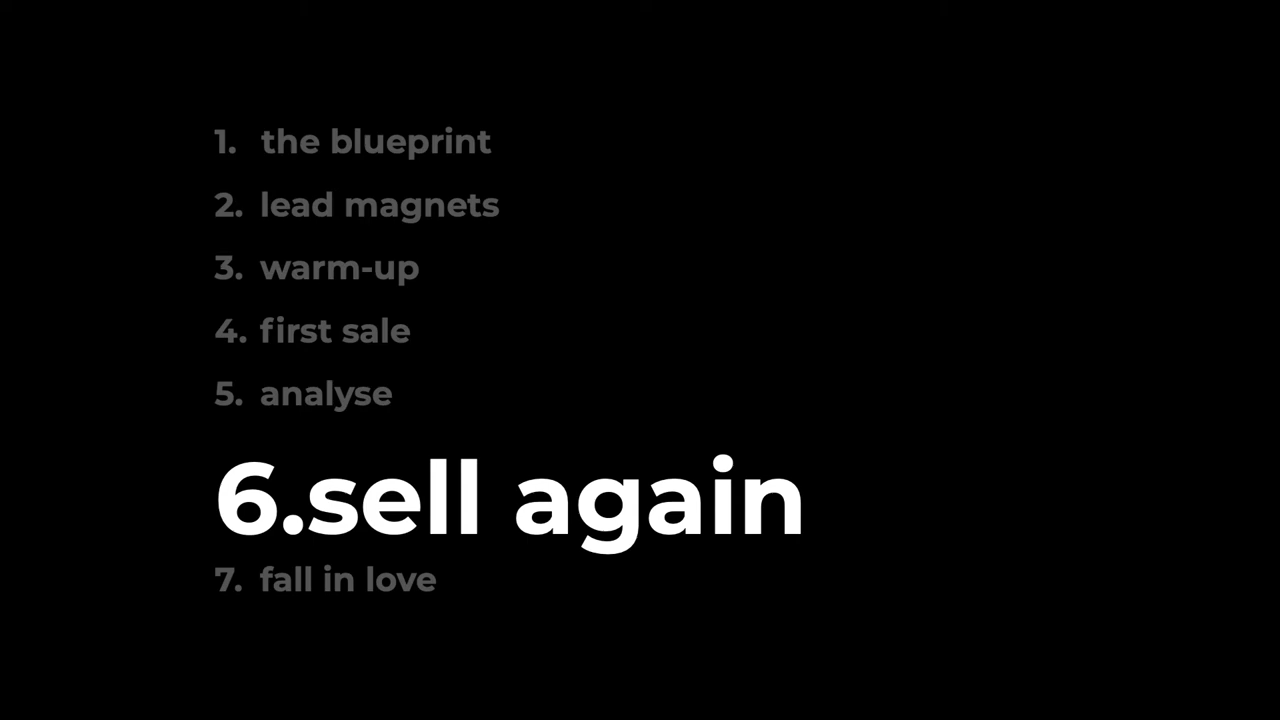 1. the blueprint
2. lead magnets
3. warm-up
4. first sale
5. analyse
6.sell again
7. fall in love